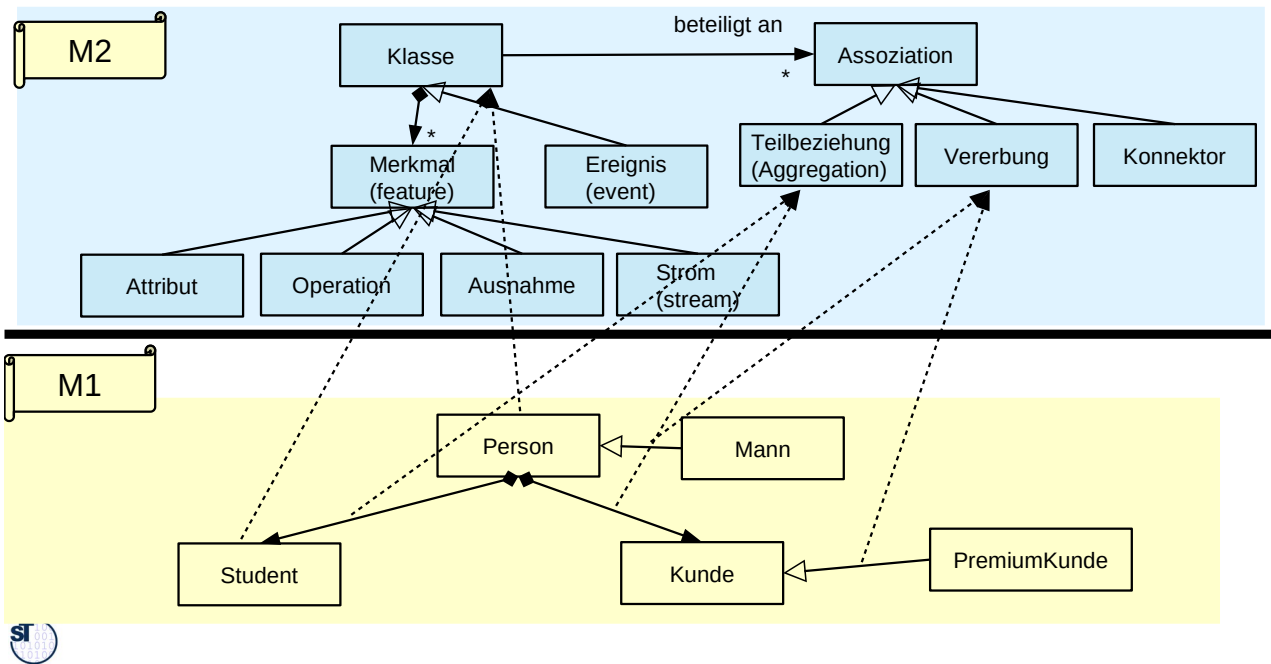 M2
beteiligt an
Klasse
Assoziation
*
*
Merkmal
(feature)
Ereignis
(event)
Teilbeziehung
(Aggregation)
Vererbung
Konnektor
Attribut
Operation
Ausnahme
Strom
(stream)
M1
Person
Mann
Student
Kunde
PremiumKunde
ST